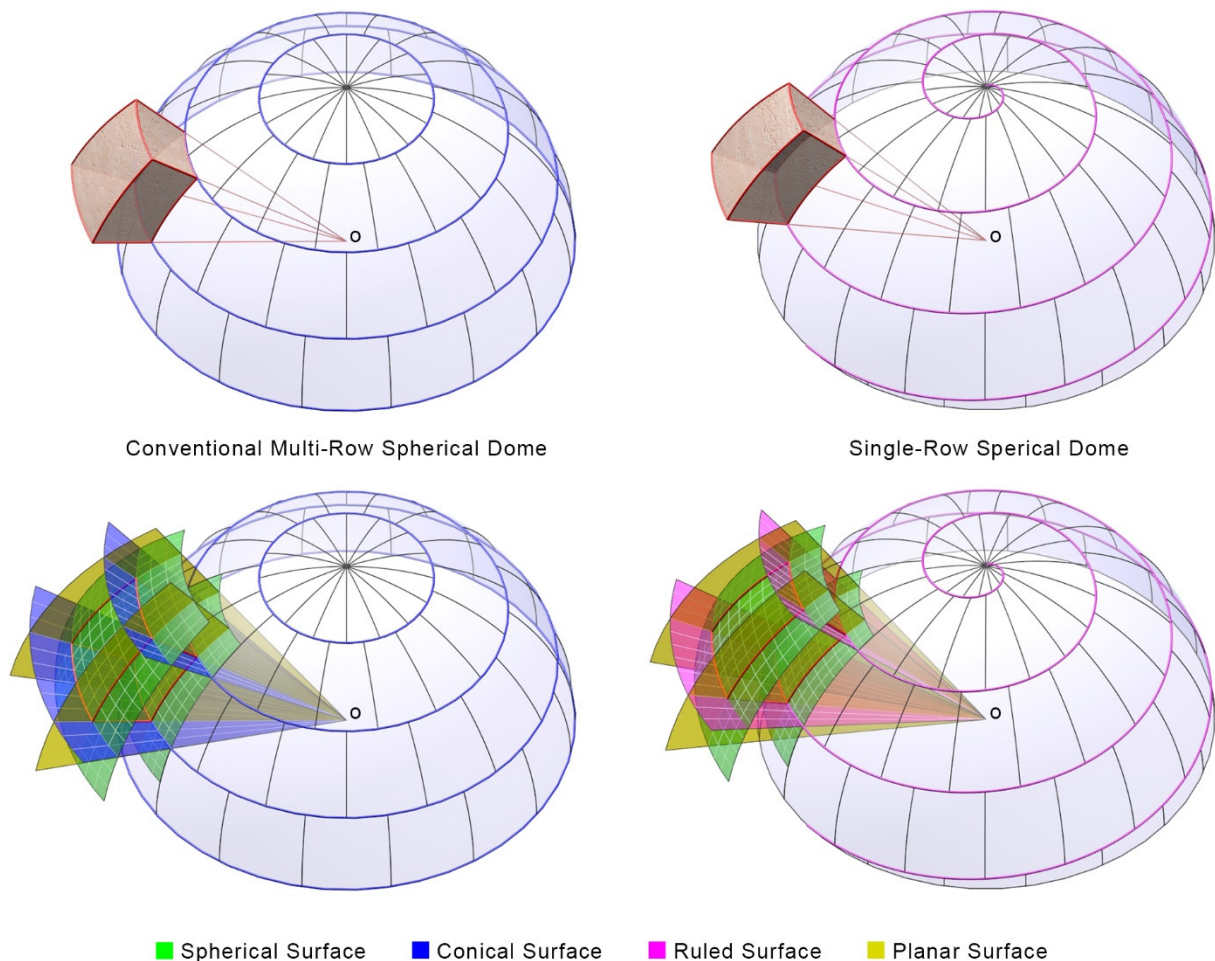 O
O
Conventional Multi-Row Spherical Dome
Single-Row Sperical Dome
O
O
Spherical Surface
Conical Surface
Ruled Surface
Planar Surface